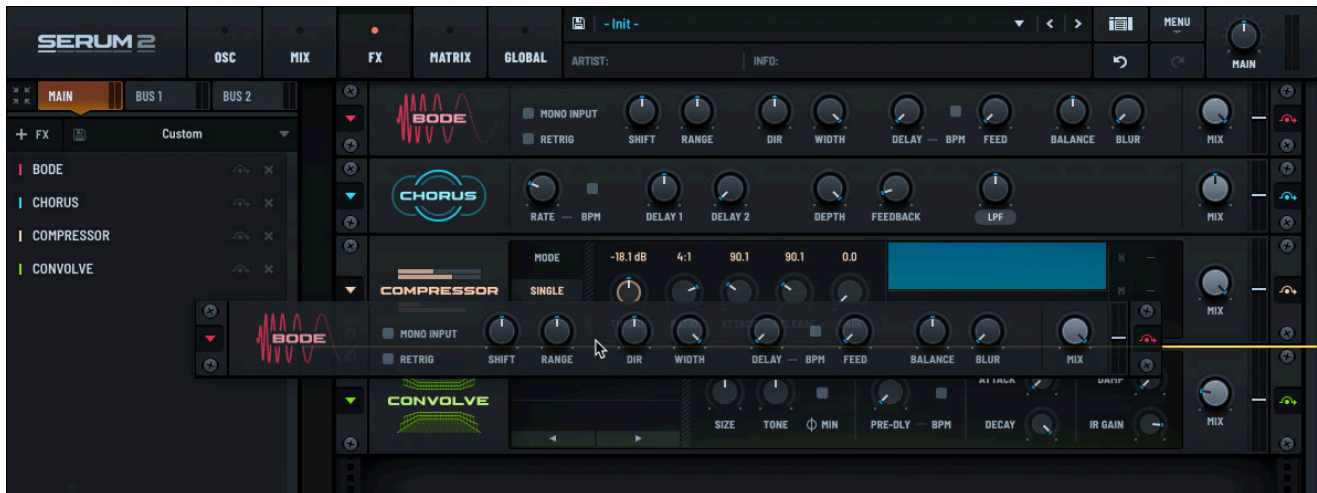 SERUM 2
OSC MIX FX MATRIX GLOBAL
- Init -
ARTIST: INFO:
MENU
MAIN
MAIN BUS 1 BUS 2
+ FX Custom
BODE
CHORUS
COMPRESSOR
CONVOLVE
BODE
MONO INPUT
RETRIG
SHIFT RANGE DIR WIDTH DELAY — BPM FEED BALANCE BLUR MIX
CHORUS
RATE — BPM DELAY 1 DELAY 2 DEPTH FEEDBACK LPF MIX
COMPRESSOR
MODE
SINGLE
-18.1 dB 4:1 90.1 90.1 0.0
H
M
MIX
BODE
MONO INPUT
RETRIG
SHIFT RANGE DIR WIDTH DELAY — BPM FEED BALANCE BLUR MIX
CONVOLVE
SIZE TONE MIN PRE-DLY — BPM
ATTACK DAMP
DECAY IR GAIN MIX